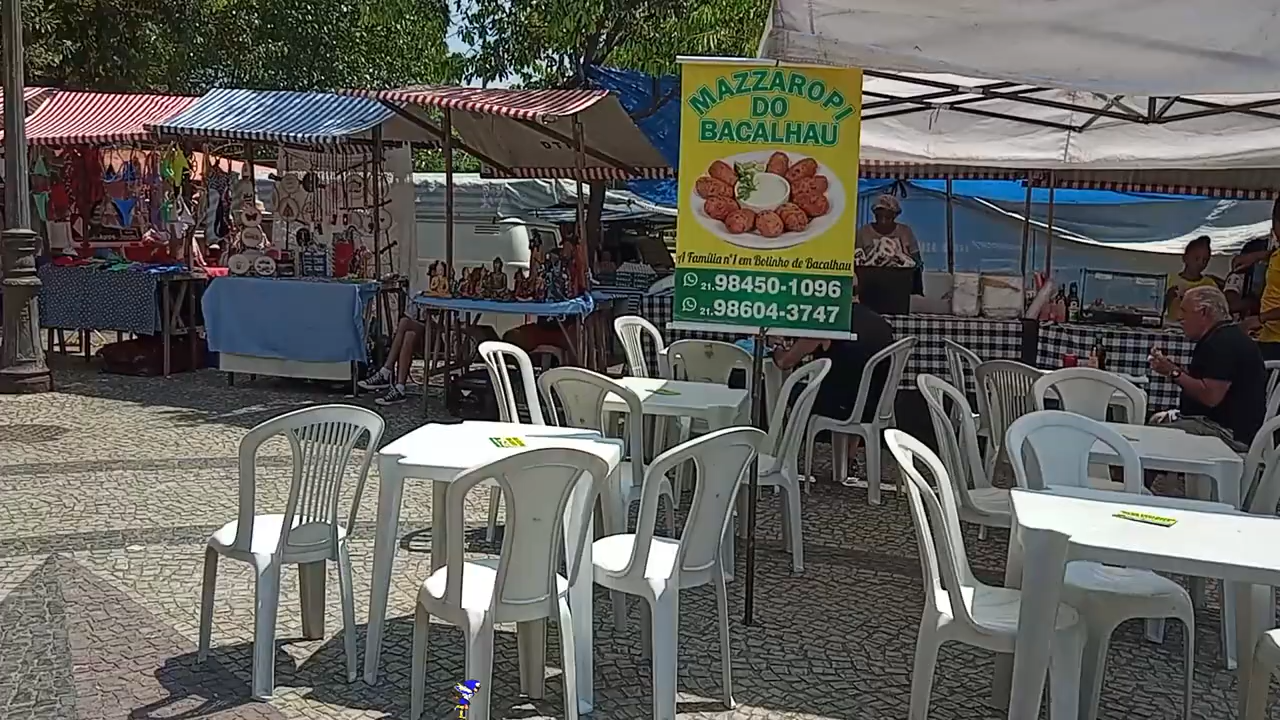 MAZZAROPI
DO
BACALHAU
A Família nº1 em Bolinho de Bacalhau
21.98450-1096
21.98604-3747